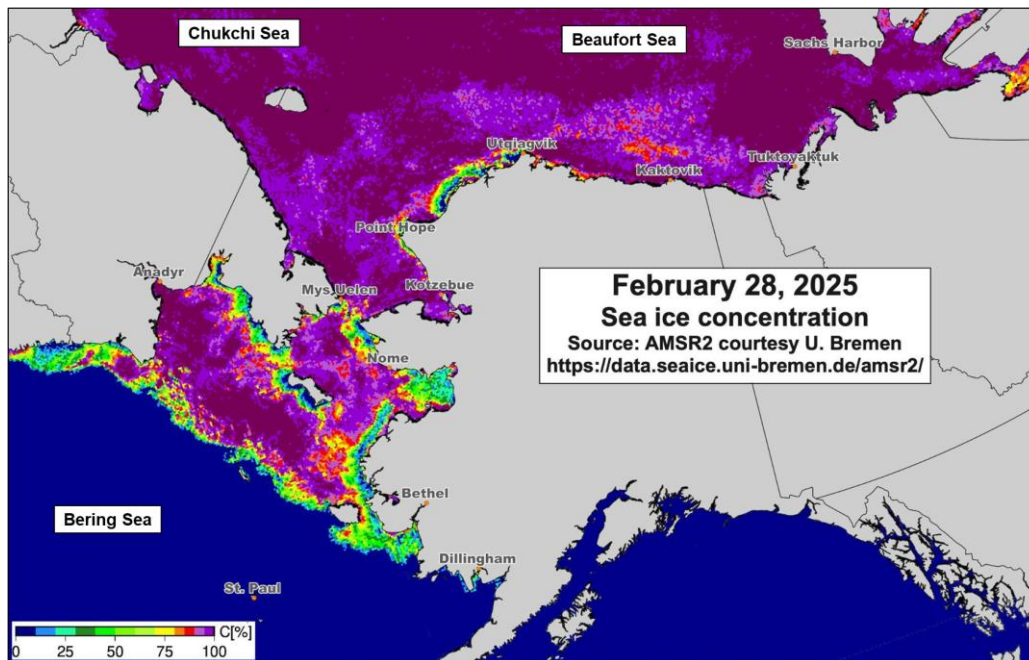 Chukchi Sea
Beaufort Sea
Sachs Harbor
Utqiagvik
Tuktoyaktuk
Kaktovik
Point Hope
Anadyr
Mys Uelen
Kotzebue
February 28, 2025
Sea ice concentration
Source: AMSR2 courtesy U. Bremen
https://data.seaice.uni-bremen.de/amsr2/
Nome
Bethel
Bering Sea
Dillingham
St. Paul
C[%]
0 25 50 75 100